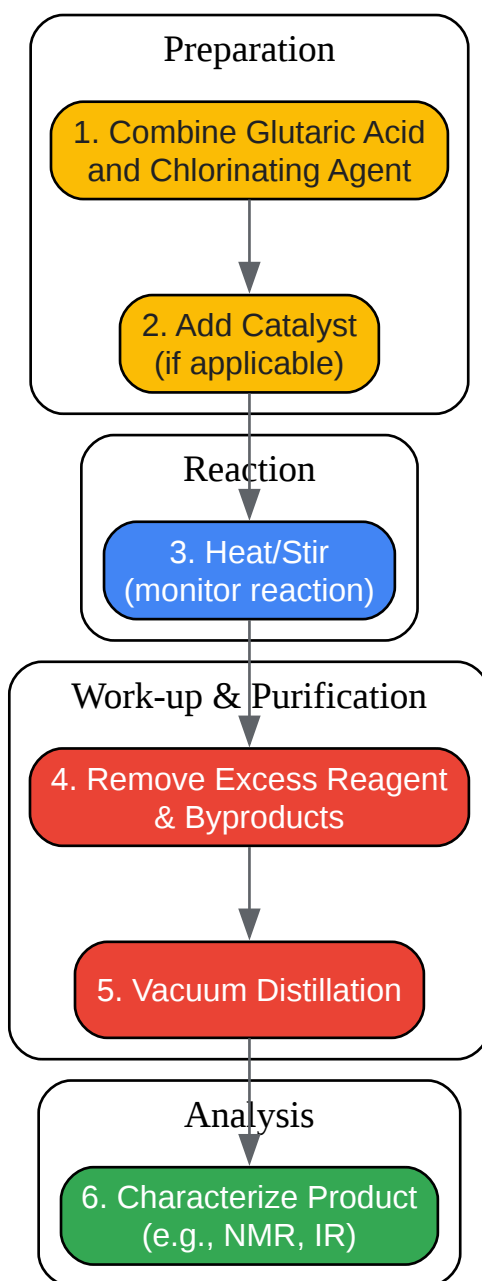 Preparation
1. Combine Glutaric Acid
and Chlorinating Agent
2. Add Catalyst
(if applicable)
Reaction
3. Heat/Stir
(monitor reaction)
Work-up & Purification
4. Remove Excess Reagent
& Byproducts
5. Vacuum Distillation
Analysis
6. Characterize Product
(e.g., NMR, IR)